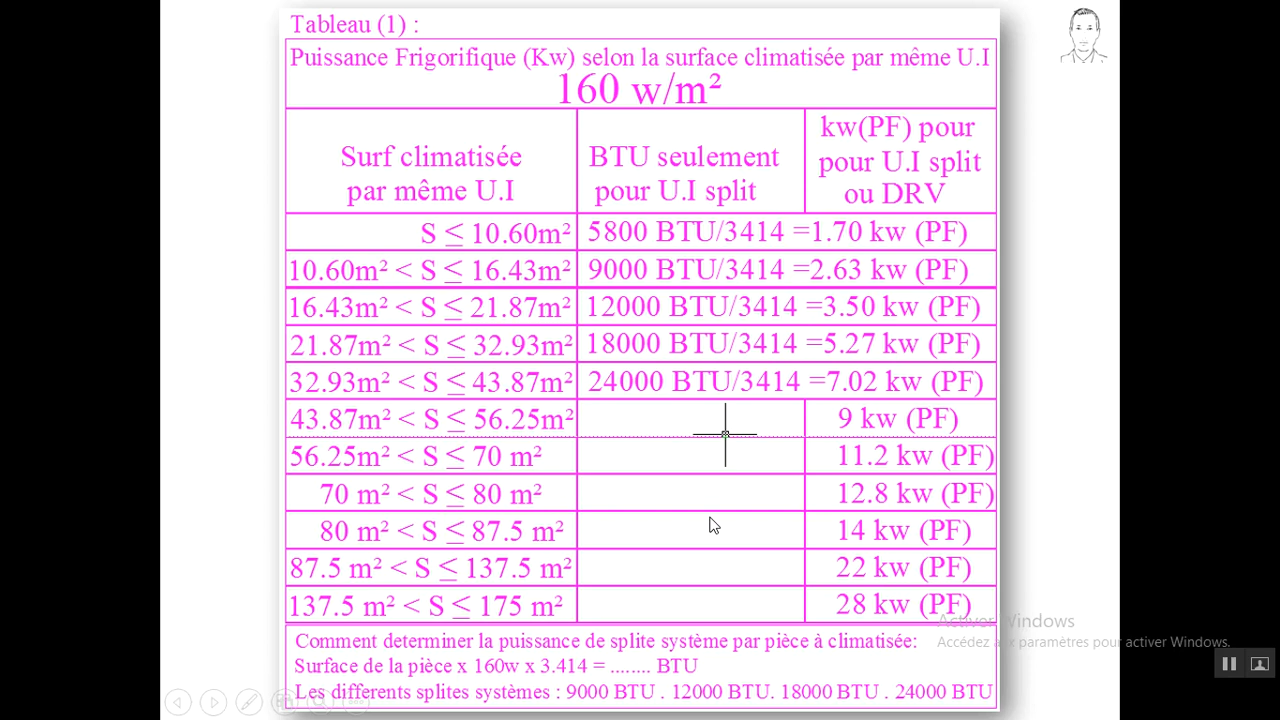 Tableau (1) :
Puissance Frigorifique (Kw) selon la surface climatisée par même U.I
160 w/m²
Surf climatisée par même U.I
BTU seulement pour U.I split
kw(PF) pour pour U.I split ou DRV
S ≤ 10.60m² 5800 BTU/3414 =1.70 kw (PF)
10.60m² < S ≤ 16.43m² 9000 BTU/3414 =2.63 kw (PF)
16.43m² < S ≤ 21.87m² 12000 BTU/3414 =3.50 kw (PF)
21.87m² < S ≤ 32.93m² 18000 BTU/3414 =5.27 kw (PF)
32.93m² < S ≤ 43.87m² 24000 BTU/3414 =7.02 kw (PF)
43.87m² < S ≤ 56.25m² 9 kw (PF)
56.25m² < S ≤ 70 m² 11.2 kw (PF)
70 m² < S ≤ 80 m² 12.8 kw (PF)
80 m² < S ≤ 87.5 m² 14 kw (PF)
87.5 m² < S ≤ 137.5 m² 22 kw (PF)
137.5 m² < S ≤ 175 m² 28 kw (PF)
Comment determiner la puissance de splite système par pièce à climatisée:
Surface de la pièce x 160w x 3.414 = ........ BTU
Les differents splites systèmes : 9000 BTU . 12000 BTU. 18000 BTU . 24000 BTU
Activer Windows
Accédez aux paramètres pour activer Windows.